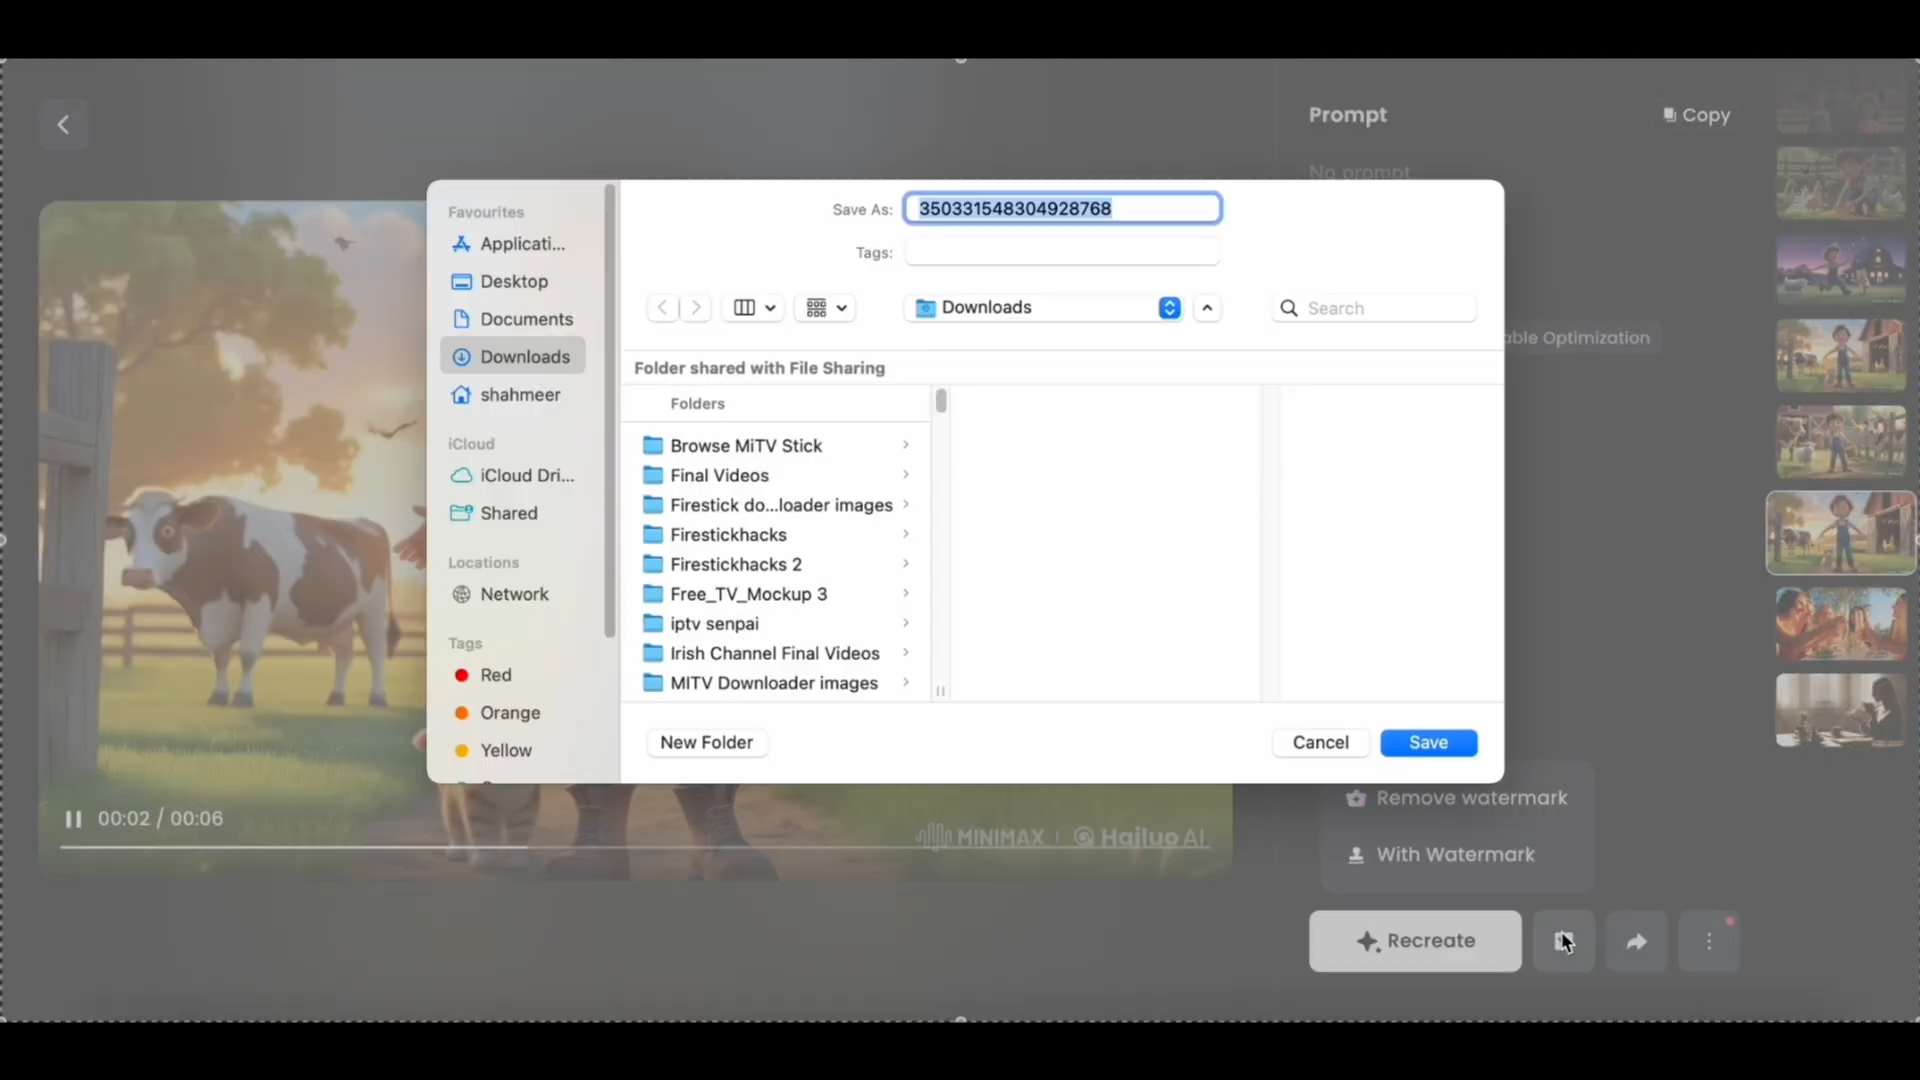 Prompt
Copy
No prompt
able Optimization
Favourites
Applicati...
Desktop
Documents
Downloads
shahmeer
iCloud
iCloud Dri...
Shared
Locations
Network
Tags
Red
Orange
Yellow
Save As: 350331548304928768
Tags:
Downloads
Search
Folder shared with File Sharing
Folders
Browse MiTV Stick
Final Videos
Firestick do...loader images
Firestickhacks
Firestickhacks 2
Free_TV_Mockup 3
iptv senpai
Irish Channel Final Videos
MITV Downloader images
New Folder
Cancel
Save
00:02 / 00:06
MINIMAX | Hailuo AI
Remove watermark
With Watermark
Recreate